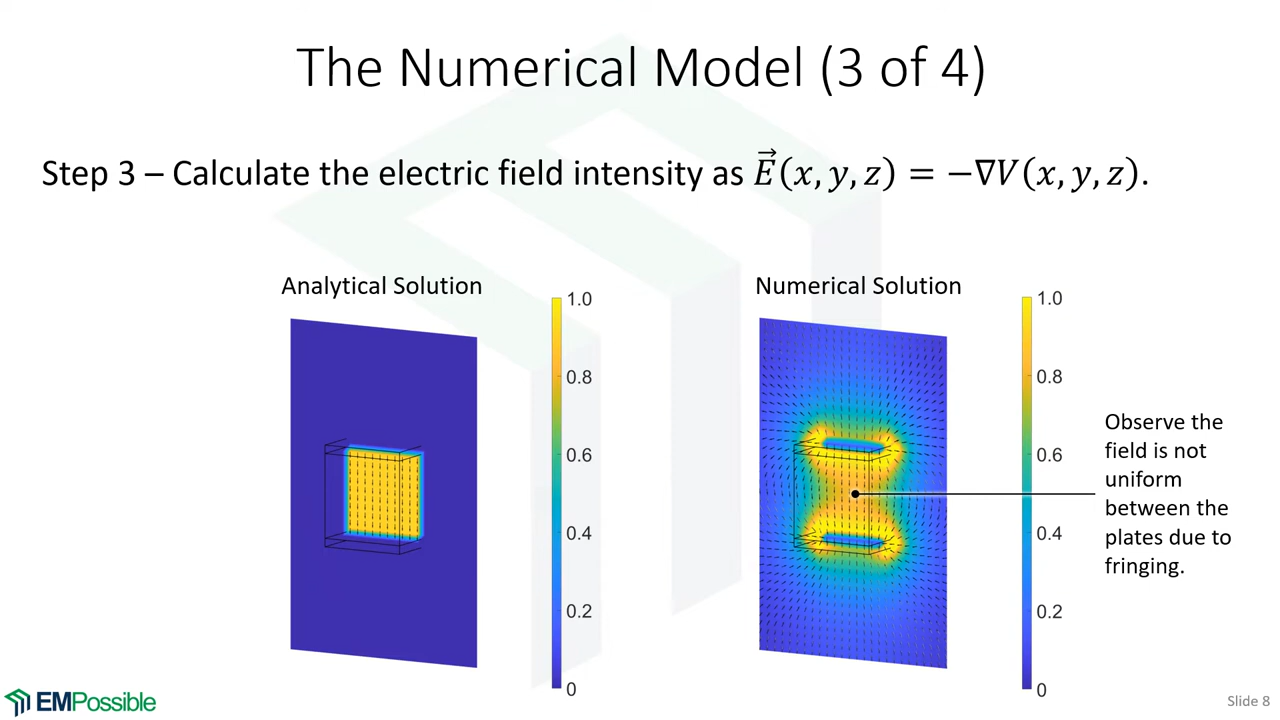 The Numerical Model (3 of 4)
Step 3 – Calculate the electric field intensity as E⃗(x, y, z) = −∇V(x, y, z).
Analytical Solution
1.0
0.8
0.6
0.4
0.2
0
Numerical Solution
1.0
0.8
0.6
0.4
0.2
0
Observe the
field is not
uniform
between the
plates due to
fringing.
EMPossible
Slide 8